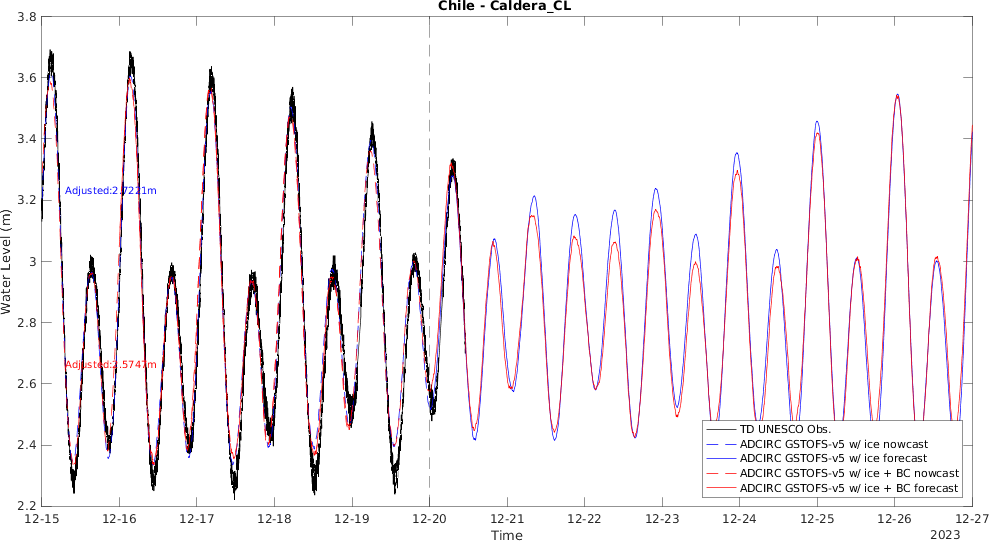 Chile - Caldera_CL
3.8
3.6
3.4
3.2
3
2.8
2.6
2.4
2.2
Water Level (m)
Adjusted:2.7221m
Adjusted:2.5747m
TD UNESCO Obs.
ADCIRC GSTOFS-v5 w/ ice nowcast
ADCIRC GSTOFS-v5 w/ ice forecast
ADCIRC GSTOFS-v5 w/ ice + BC nowcast
ADCIRC GSTOFS-v5 w/ ice + BC forecast
12-15 12-16 12-17 12-18 12-19 12-20 12-21 12-22 12-23 12-24 12-25 12-26 12-27
Time
2023